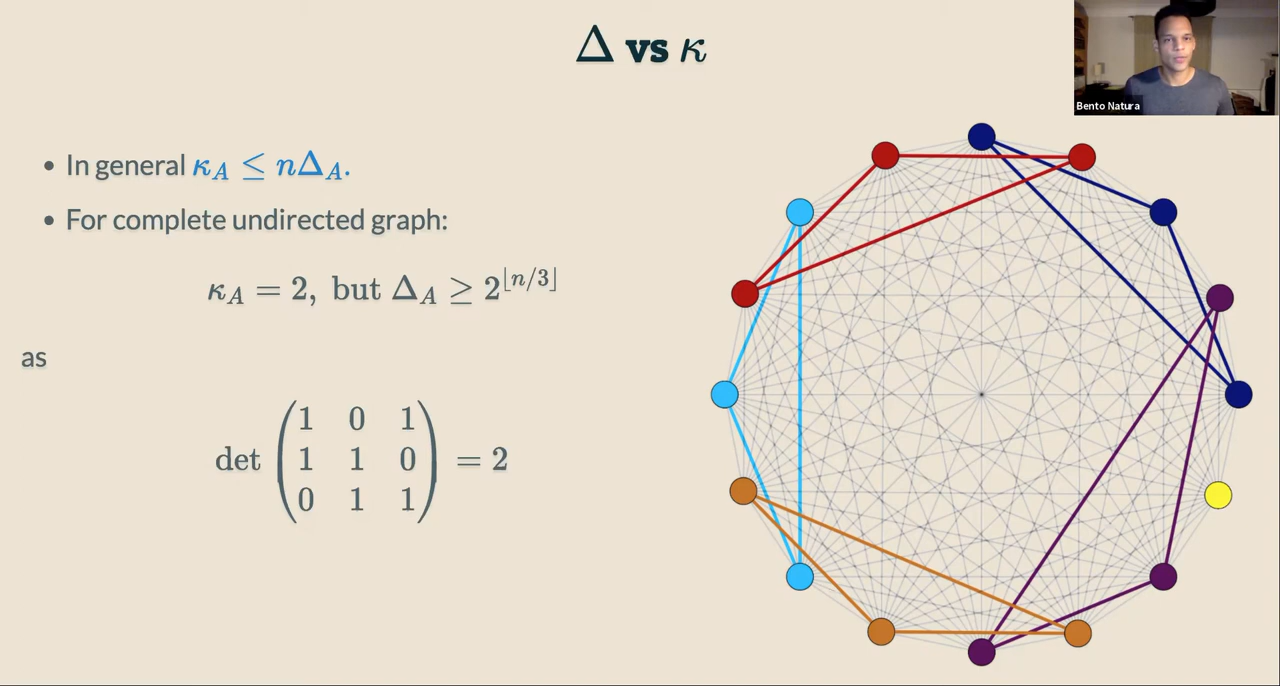 Δ vs κ
Bento Natura
• In general κ_A ≤ nΔ_A.
• For complete undirected graph:
κ_A = 2, but Δ_A ≥ 2^{⌊n/3⌋}
as
det ( 1 0 1
1 1 0
0 1 1 ) = 2